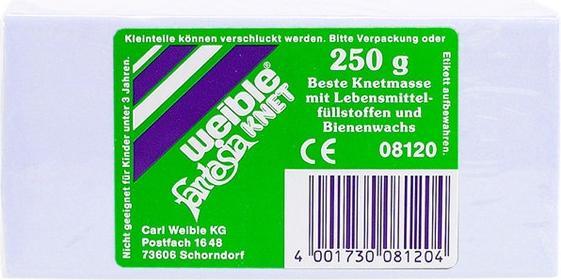 Kleinteile können verschluckt werden. Bitte Verpackung oder
Etikett aufbewahren.
Nicht geeignet für Kinder unter 3 Jahren.
weible®
fantasia KNET
250 g
Beste Knetmasse
mit Lebensmittel-
füllstoffen und
Bienenwachs
CE 08120
Carl Weible KG
Postfach 16 48
73606 Schorndorf
4 001730 081204